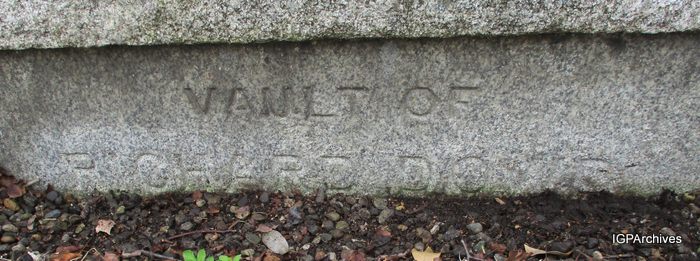 VAULT OF
RICHARD
IGPArchives